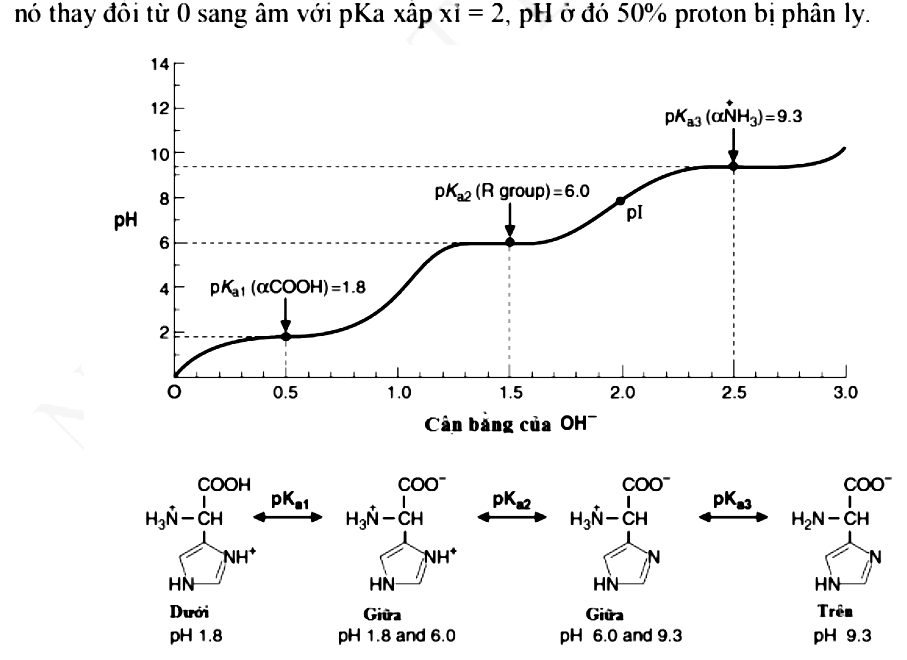 nó thay đổi từ 0 sang âm với pKa xấp xỉ = 2, pH ở đó 50% proton bị phân ly.
14
12
10
8
6
4
2
pH
pKa3 (αNH3)=9.3
+
pKa2 (R group)=6.0
pI
pKa1 (αCOOH)=1.8
O 0.5 1.0 1.5 2.0 2.5 3.0
Cân bằng của OH⁻
COOH COO⁻ COO⁻ COO⁻
pKa1 pKa2 pKa3
H3N⁺–CH H3N⁺–CH H3N⁺–CH H2N–CH
NH⁺ NH⁺ N N
HN HN HN HN
Dưới Giữa Giữa Trên
pH 1.8 pH 1.8 and 6.0 pH 6.0 and 9.3 pH 9.3